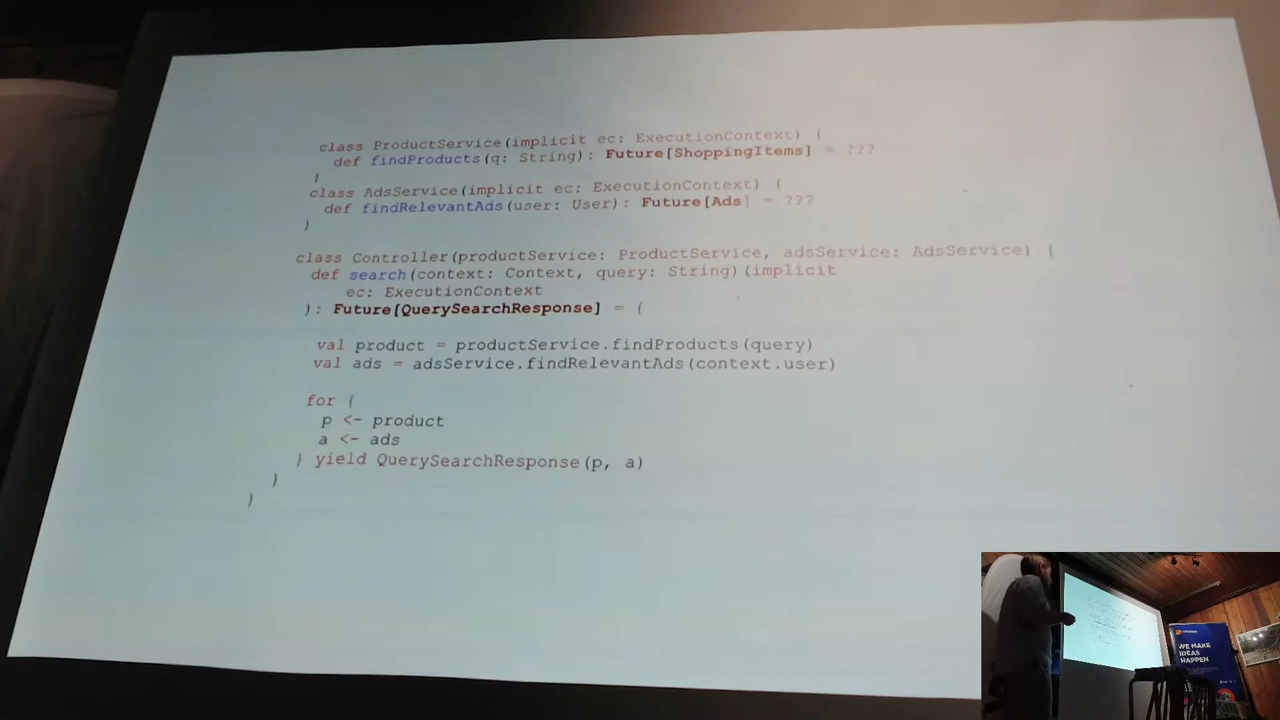 class ProductService(implicit ec: ExecutionContext) {
def findProducts(q: String): Future[ShoppingItems] = ???
}
class AdsService(implicit ec: ExecutionContext) {
def findRelevantAds(user: User): Future[Ads] = ???
}
class Controller(productService: ProductService, adsService: AdsService) {
def search(context: Context, query: String)(implicit
ec: ExecutionContext
): Future[QuerySearchResponse] = {
val product = productService.findProducts(query)
val ads = adsService.findRelevantAds(context.user)
for {
p <- product
a <- ads
} yield QuerySearchResponse(p, a)
}
}
WE MAKE
IDEAS
HAPPEN